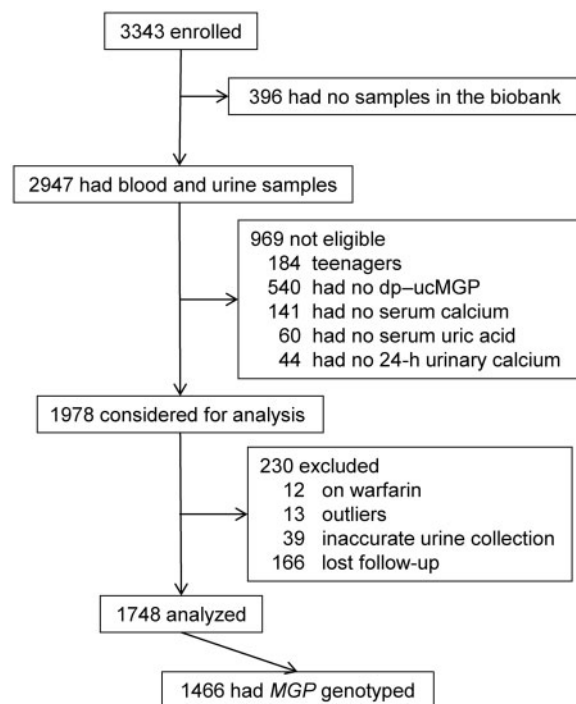 3343 enrolled
396 had no samples in the biobank
2947 had blood and urine samples
969 not eligible
184 teenagers
540 had no dp–ucMGP
141 had no serum calcium
60 had no serum uric acid
44 had no 24-h urinary calcium
1978 considered for analysis
230 excluded
12 on warfarin
13 outliers
39 inaccurate urine collection
166 lost follow-up
1748 analyzed
1466 had MGP genotyped